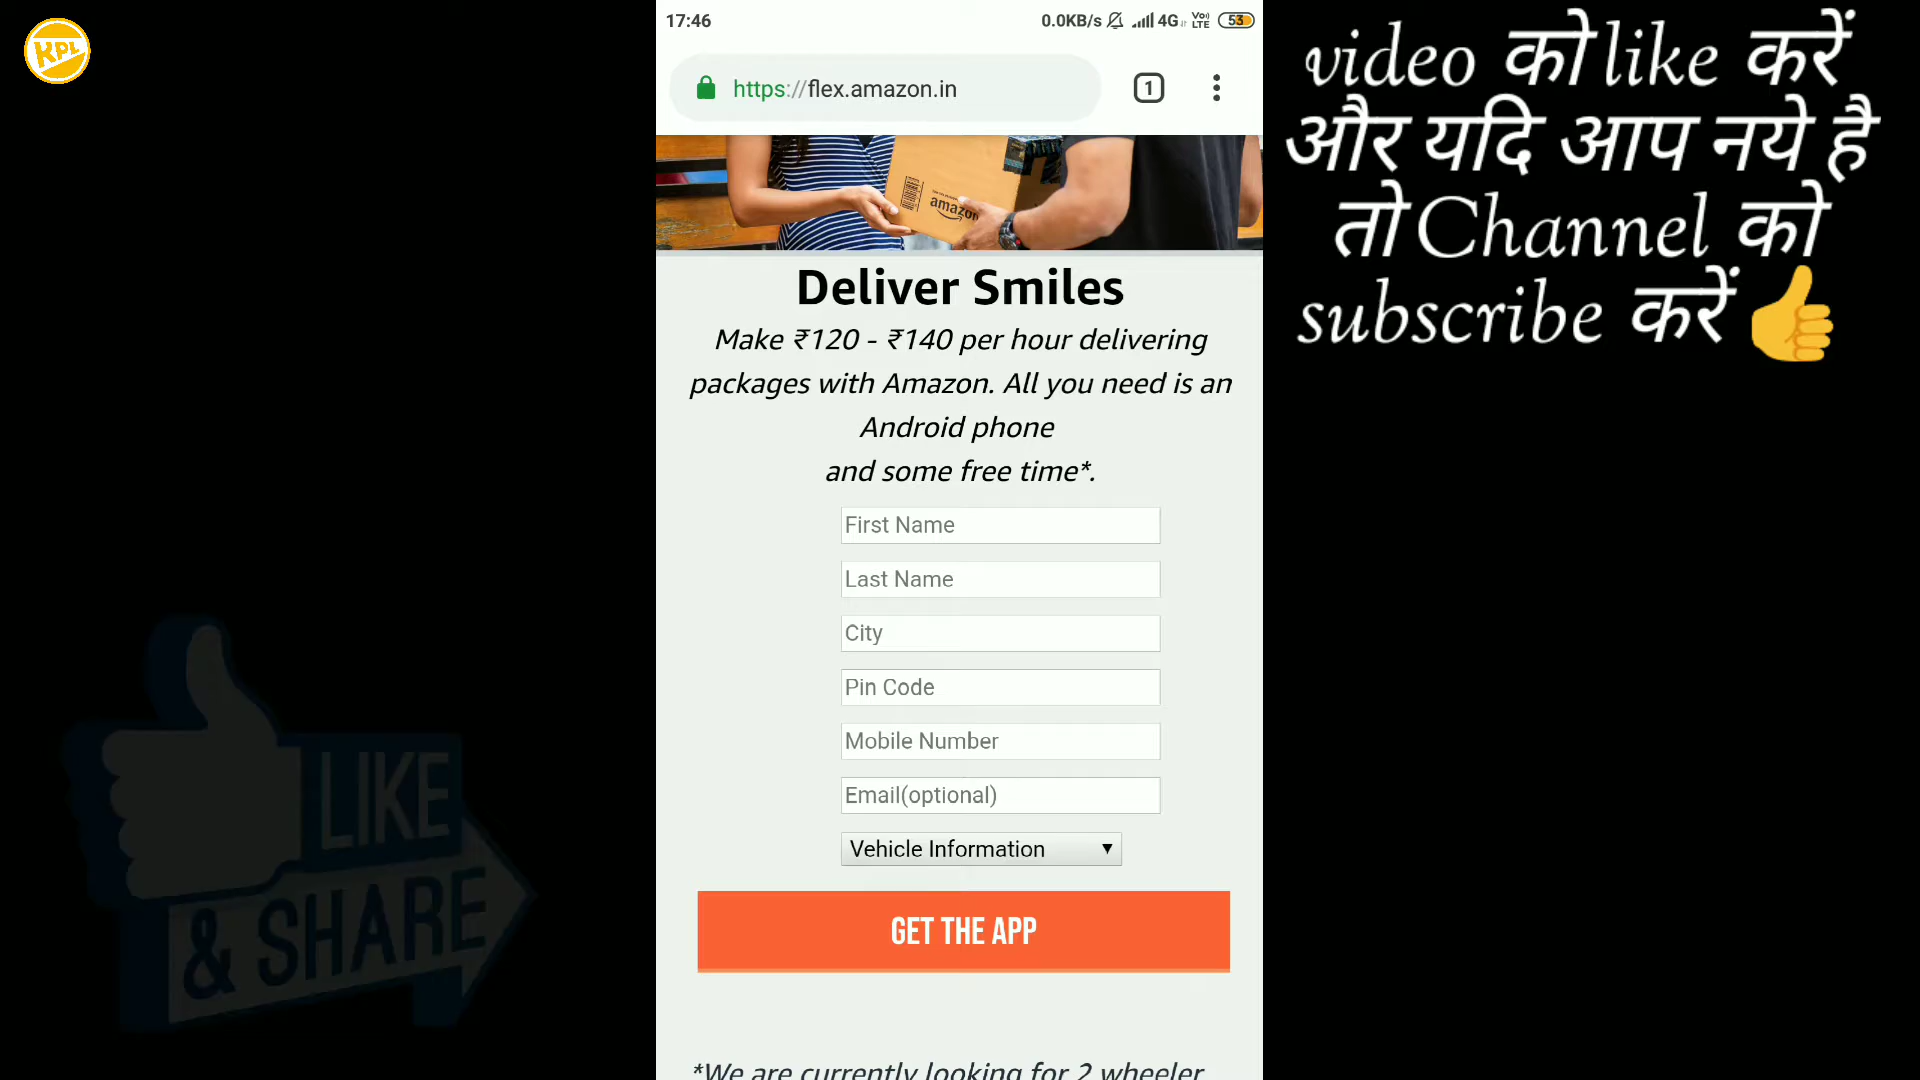 KPL
17:46
0.0KB/s 4G VoLTE 53
https://flex.amazon.in
1
amazon
Deliver Smiles
Make ₹120 - ₹140 per hour delivering
packages with Amazon. All you need is an
Android phone
and some free time*.
First Name
Last Name
City
Pin Code
Mobile Number
Email(optional)
Vehicle Information
GET THE APP
*We are currently looking for 2 wheeler
video को like करें
और यदि आप नये है
तो Channel को
subscribe करें
LIKE
& SHARE